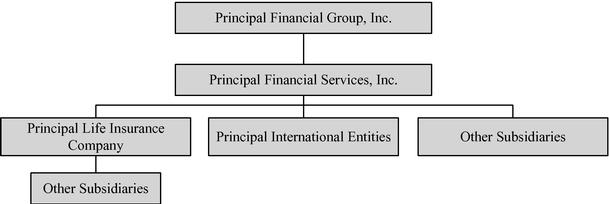 Principal Financial Group, Inc.
Principal Financial Services, Inc.
Principal Life Insurance
Company
Principal International Entities
Other Subsidiaries
Other Subsidiaries